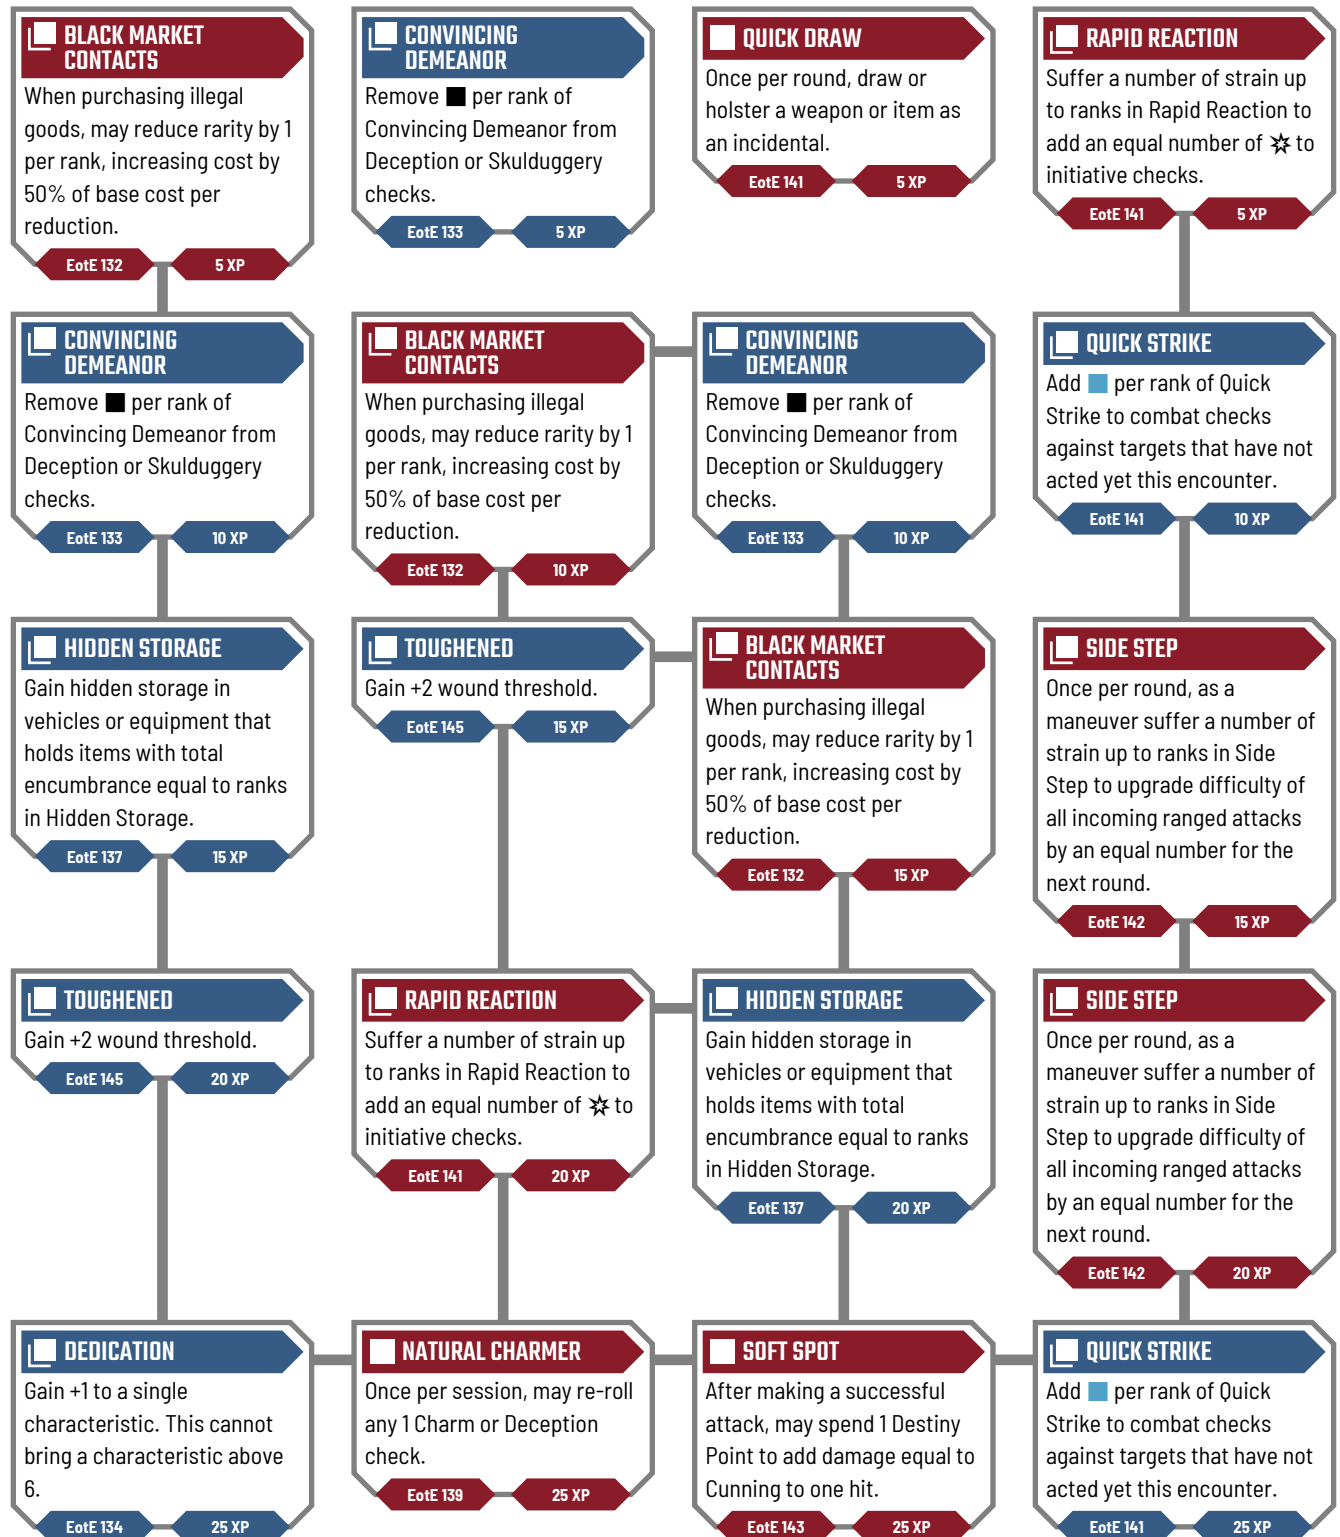 BLACK MARKET
CONTACTS
When purchasing illegal
goods, may reduce rarity by 1
per rank, increasing cost by
50% of base cost per
reduction.
EotE 132
5 XP
CONVINCING
DEMEANOR
Remove ■ per rank of
Convincing Demeanor from
Deception or Skulduggery
checks.
EotE 133
5 XP
QUICK DRAW
Once per round, draw or
holster a weapon or item as
an incidental.
EotE 141
5 XP
RAPID REACTION
Suffer a number of strain up
to ranks in Rapid Reaction to
add an equal number of to
initiative checks.
EotE 141
5 XP
CONVINCING
DEMEANOR
Remove ■ per rank of
Convincing Demeanor from
Deception or Skulduggery
checks.
EotE 133
10 XP
BLACK MARKET
CONTACTS
When purchasing illegal
goods, may reduce rarity by 1
per rank, increasing cost by
50% of base cost per
reduction.
EotE 132
10 XP
CONVINCING
DEMEANOR
Remove ■ per rank of
Convincing Demeanor from
Deception or Skulduggery
checks.
EotE 133
10 XP
QUICK STRIKE
Add ■ per rank of Quick
Strike to combat checks
against targets that have not
acted yet this encounter.
EotE 141
10 XP
HIDDEN STORAGE
Gain hidden storage in
vehicles or equipment that
holds items with total
encumbrance equal to ranks
in Hidden Storage.
EotE 137
15 XP
TOUGHENED
Gain +2 wound threshold.
EotE 145
15 XP
BLACK MARKET
CONTACTS
When purchasing illegal
goods, may reduce rarity by 1
per rank, increasing cost by
50% of base cost per
reduction.
EotE 132
15 XP
SIDE STEP
Once per round, as a
maneuver suffer a number of
strain up to ranks in Side
Step to upgrade difficulty of
all incoming ranged attacks
by an equal number for the
next round.
EotE 142
15 XP
TOUGHENED
Gain +2 wound threshold.
EotE 145
20 XP
RAPID REACTION
Suffer a number of strain up
to ranks in Rapid Reaction to
add an equal number of to
initiative checks.
EotE 141
20 XP
HIDDEN STORAGE
Gain hidden storage in
vehicles or equipment that
holds items with total
encumbrance equal to ranks
in Hidden Storage.
EotE 137
20 XP
SIDE STEP
Once per round, as a
maneuver suffer a number of
strain up to ranks in Side
Step to upgrade difficulty of
all incoming ranged attacks
by an equal number for the
next round.
EotE 142
20 XP
DEDICATION
Gain +1 to a single
characteristic. This cannot
bring a characteristic above
6.
EotE 134
25 XP
NATURAL CHARMER
Once per session, may re-roll
any 1 Charm or Deception
check.
EotE 139
25 XP
SOFT SPOT
After making a successful
attack, may spend 1 Destiny
Point to add damage equal to
Cunning to one hit.
EotE 143
25 XP
QUICK STRIKE
Add ■ per rank of Quick
Strike to combat checks
against targets that have not
acted yet this encounter.
EotE 141
25 XP